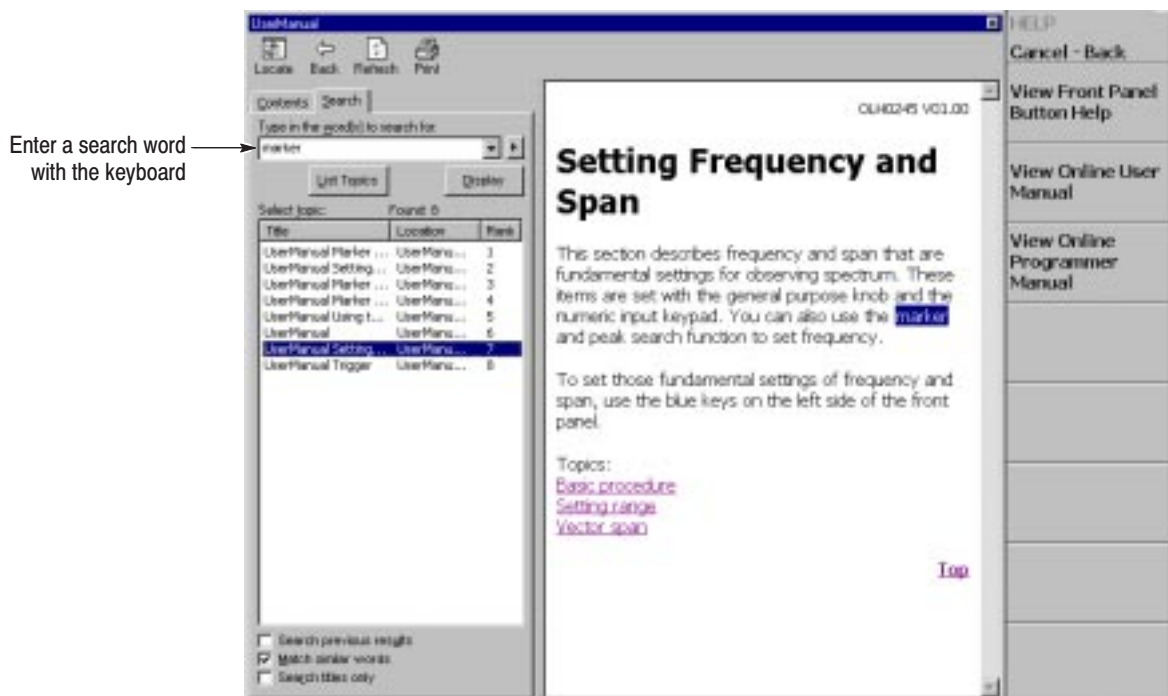 Enter a search word
with the keyboard
UserManual
Locate Back Refresh Print
Contents Search
Type in the word(s) to search for:
marker
List Topics Display
Select topic: Found: 8
Title Location Rank
UserManual Marker ... UserManu... 1
UserManual Setting... UserManu... 2
UserManual Marker ... UserManu... 3
UserManual Marker ... UserManu... 4
UserManual Using t... UserManu... 5
UserManual UserManu... 6
UserManual Setting... UserManu... 7
UserManual Trigger UserManu... 8
Search previous results
Match similar words
Search titles only
OLH0245 V01.00
Setting Frequency and
Span
This section describes frequency and span that are
fundamental settings for observing spectrum. These
items are set with the general purpose knob and the
numeric input keypad. You can also use the marker
and peak search function to set frequency.
To set those fundamental settings of frequency and
span, use the blue keys on the left side of the front
panel.
Topics:
Basic procedure
Setting range
Vector span
Top
HELP
Cancel - Back
View Front Panel
Button Help
View Online User
Manual
View Online
Programmer
Manual